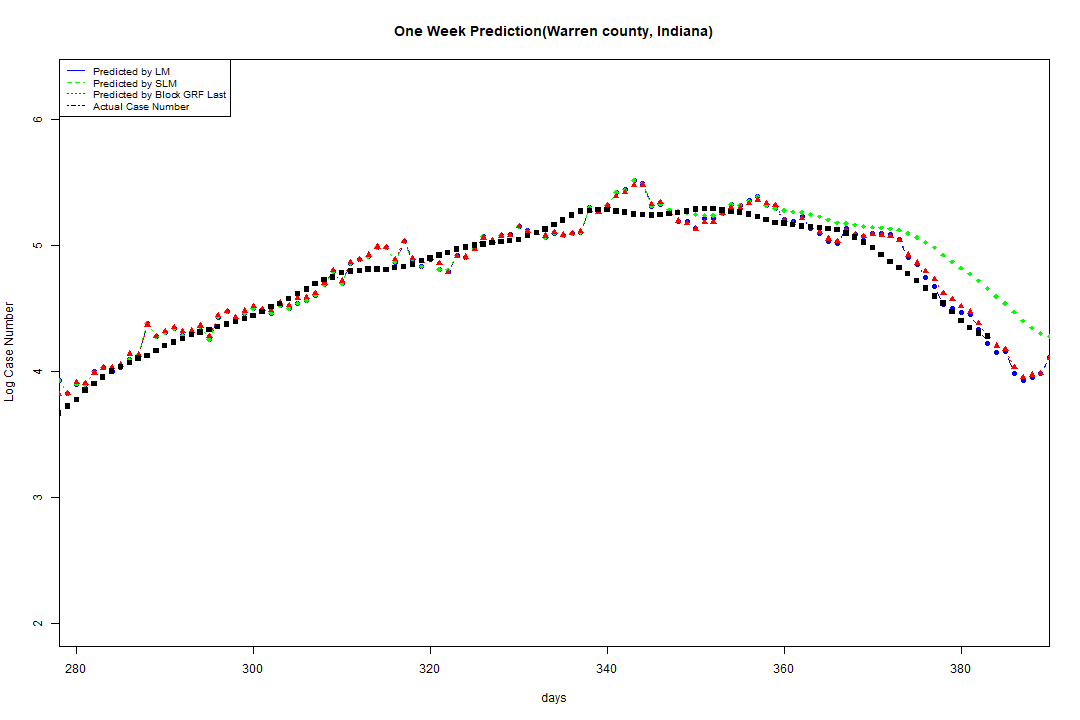 One Week Prediction(Warren county, Indiana)
Predicted by LM
Predicted by SLM
Predicted by Block GRF Last
Actual Case Number
6
5
4
3
2
Log Case Number
280 300 320 340 360 380
days